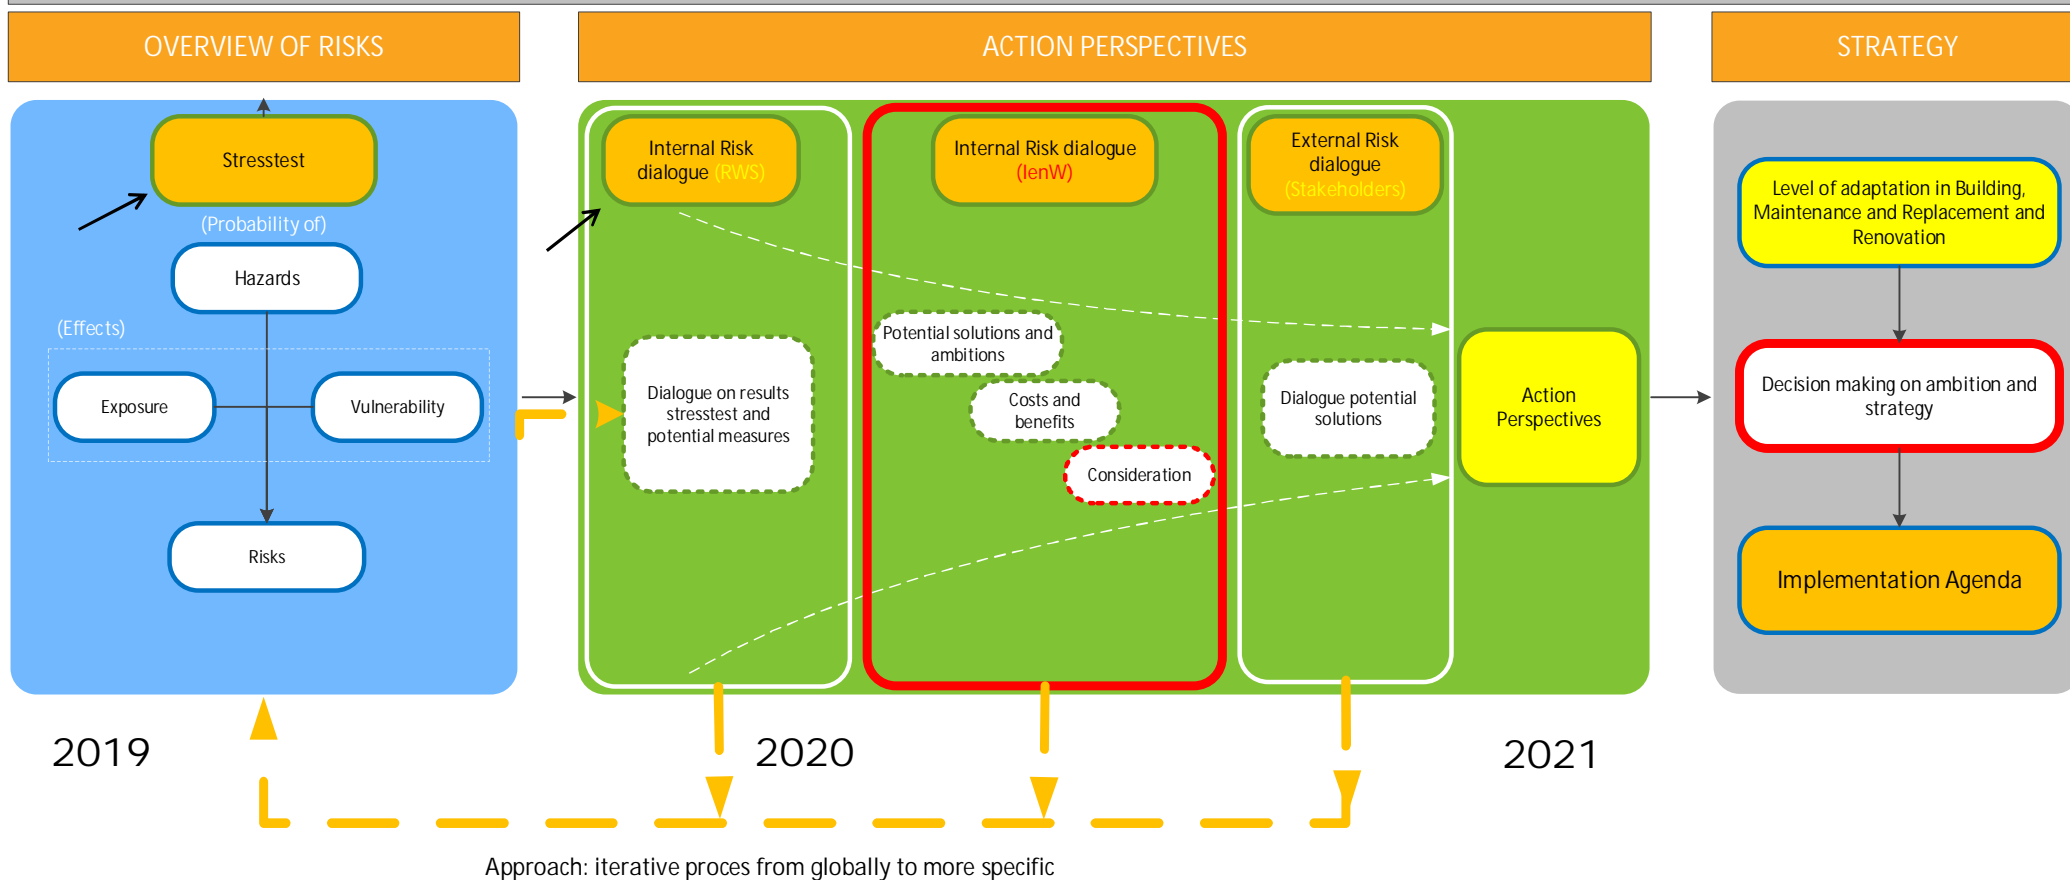 OVERVIEW OF RISKS
ACTION PERSPECTIVES
STRATEGY
Stresstest
(Probability of)
Hazards
(Effects)
Exposure
Vulnerability
Risks
Internal Risk
dialogue (RWS)
Dialogue on results
stresstest and
potential measures
Internal Risk dialogue
(IenW)
Potential solutions and
ambitions
Costs and
benefits
Consideration
External Risk
dialogue
(Stakeholders)
Dialogue potential
solutions
Action
Perspectives
Level of adaptation in Building,
Maintenance and Replacement and
Renovation
Decision making on ambition and
strategy
Implementation Agenda
2019
2020
2021
Approach: iterative proces from globally to more specific